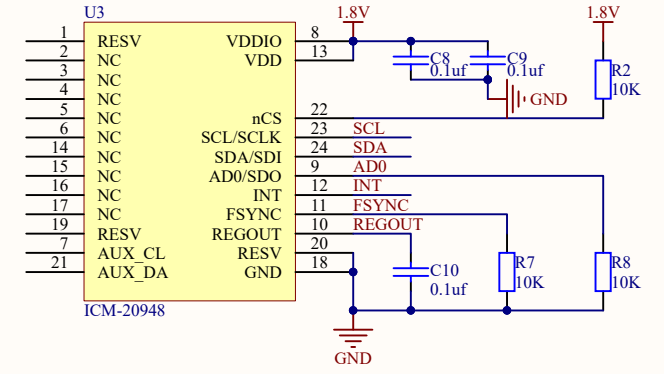 U3
1.8V
1.8V
1 RESV VDDIO 8
2 NC VDD 13
C8 0.1uf
C9 0.1uf
R2 10K
3 NC
4 NC
GND
5 NC nCS 22
6 NC SCL/SCLK 23 SCL
14 NC SDA/SDI 24 SDA
15 NC AD0/SDO 9 AD0
16 NC INT 12 INT
17 NC FSYNC 11 FSYNC
19 RESV REGOUT 10 REGOUT
7 AUX_CL RESV 20
21 AUX_DA GND 18
C10 0.1uf
R7 10K
R8 10K
ICM-20948
GND